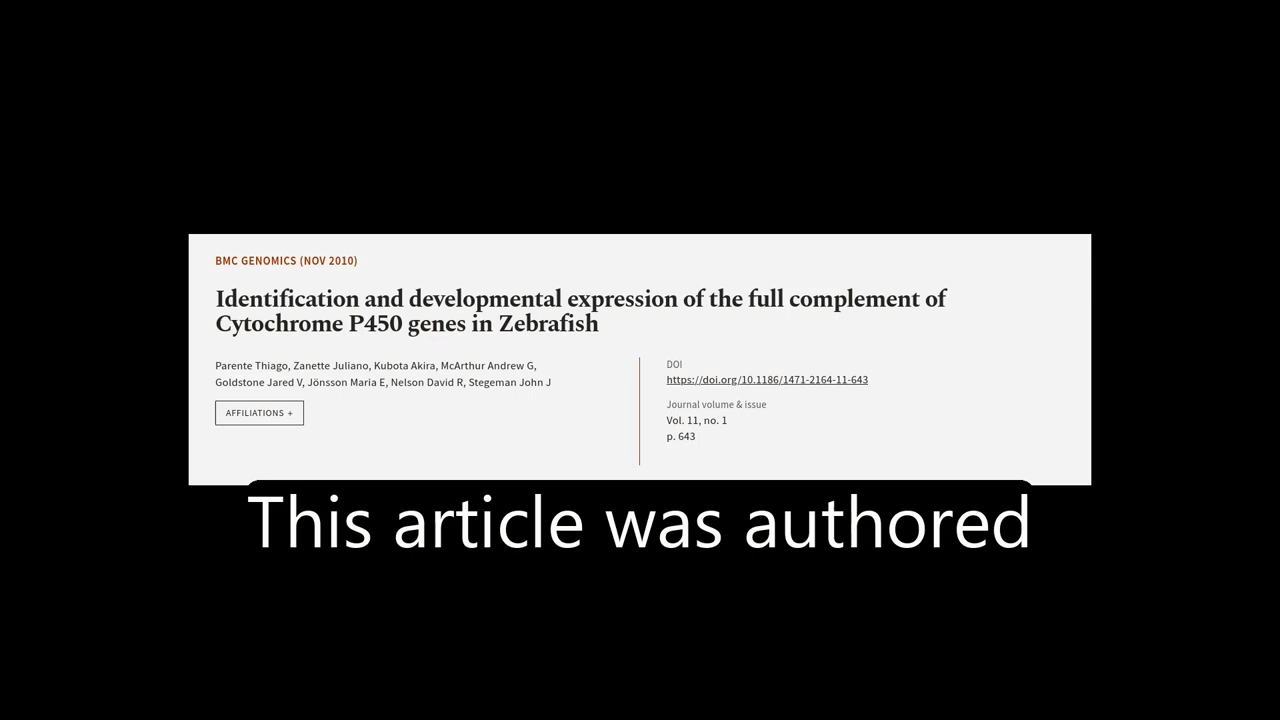 BMC GENOMICS (NOV 2010)
Identification and developmental expression of the full complement of
Cytochrome P450 genes in Zebrafish
Parente Thiago, Zanette Juliano, Kubota Akira, McArthur Andrew G,
Goldstone Jared V, Jönsson Maria E, Nelson David R, Stegeman John J
AFFILIATIONS +
DOI
https://doi.org/10.1186/1471-2164-11-643
Journal volume & issue
Vol. 11, no. 1
p. 643
This article was authored